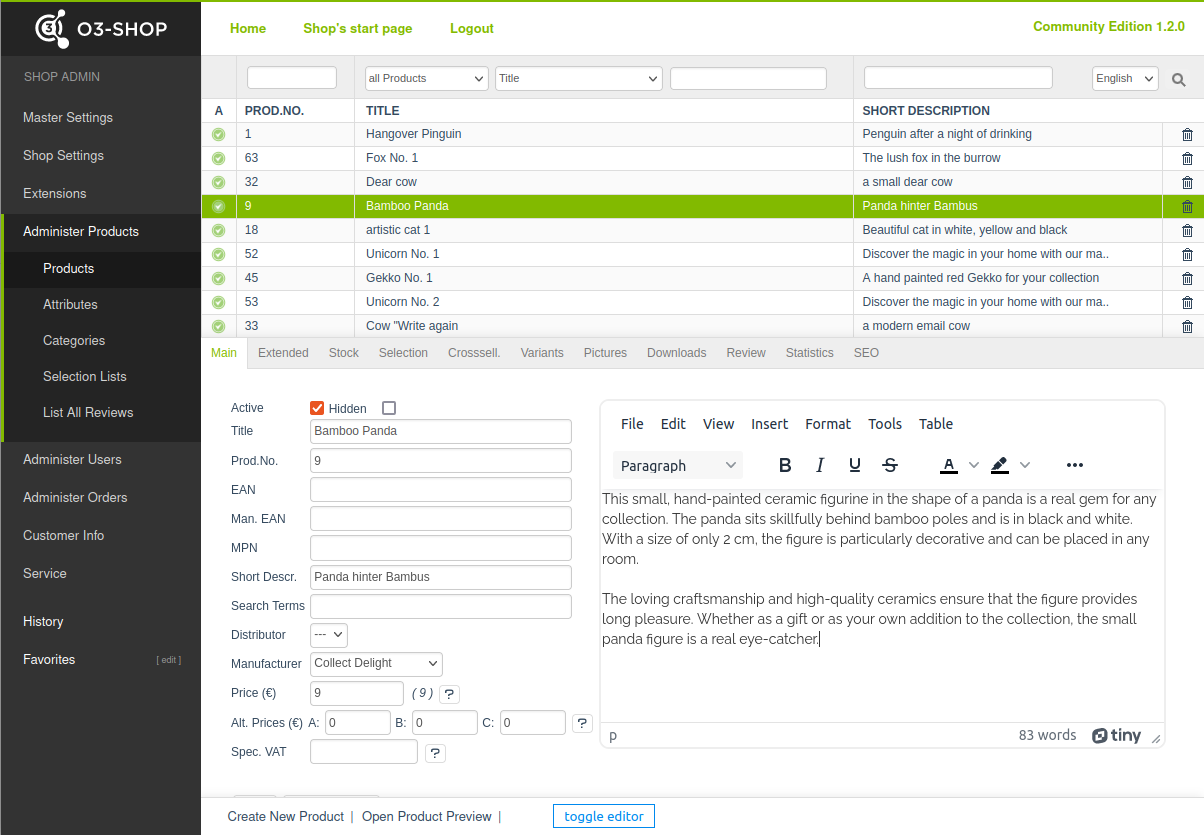 O3-SHOP
Home Shop's start page Logout
Community Edition 1.2.0
SHOP ADMIN
Master Settings
Shop Settings
Extensions
Administer Products
Products
Attributes
Categories
Selection Lists
List All Reviews
Administer Users
Administer Orders
Customer Info
Service
History
Favorites [ edit ]
all Products Title English
A PROD.NO. TITLE SHORT DESCRIPTION
1 Hangover Pinguin Penguin after a night of drinking
63 Fox No. 1 The lush fox in the burrow
32 Dear cow a small dear cow
9 Bamboo Panda Panda hinter Bambus
18 artistic cat 1 Beautiful cat in white, yellow and black
52 Unicorn No. 1 Discover the magic in your home with our ma..
45 Gekko No. 1 A hand painted red Gekko for your collection
53 Unicorn No. 2 Discover the magic in your home with our ma..
33 Cow "Write again a modern email cow
Main Extended Stock Selection Crosssell. Variants Pictures Downloads Review Statistics SEO
Active Hidden
Title Bamboo Panda
Prod.No. 9
EAN
Man. EAN
MPN
Short Descr. Panda hinter Bambus
Search Terms
Distributor ---
Manufacturer Collect Delight
Price (€) 9 ( 9 ) ?
Alt. Prices (€) A: 0 B: 0 C: 0 ?
Spec. VAT ?
File Edit View Insert Format Tools Table
Paragraph B I U S A
This small, hand-painted ceramic figurine in the shape of a panda is a real gem for any
collection. The panda sits skillfully behind bamboo poles and is in black and white.
With a size of only 2 cm, the figure is particularly decorative and can be placed in any
room.
The loving craftsmanship and high-quality ceramics ensure that the figure provides
long pleasure. Whether as a gift or as your own addition to the collection, the small
panda figure is a real eye-catcher.
p 83 words tiny
Create New Product | Open Product Preview | toggle editor